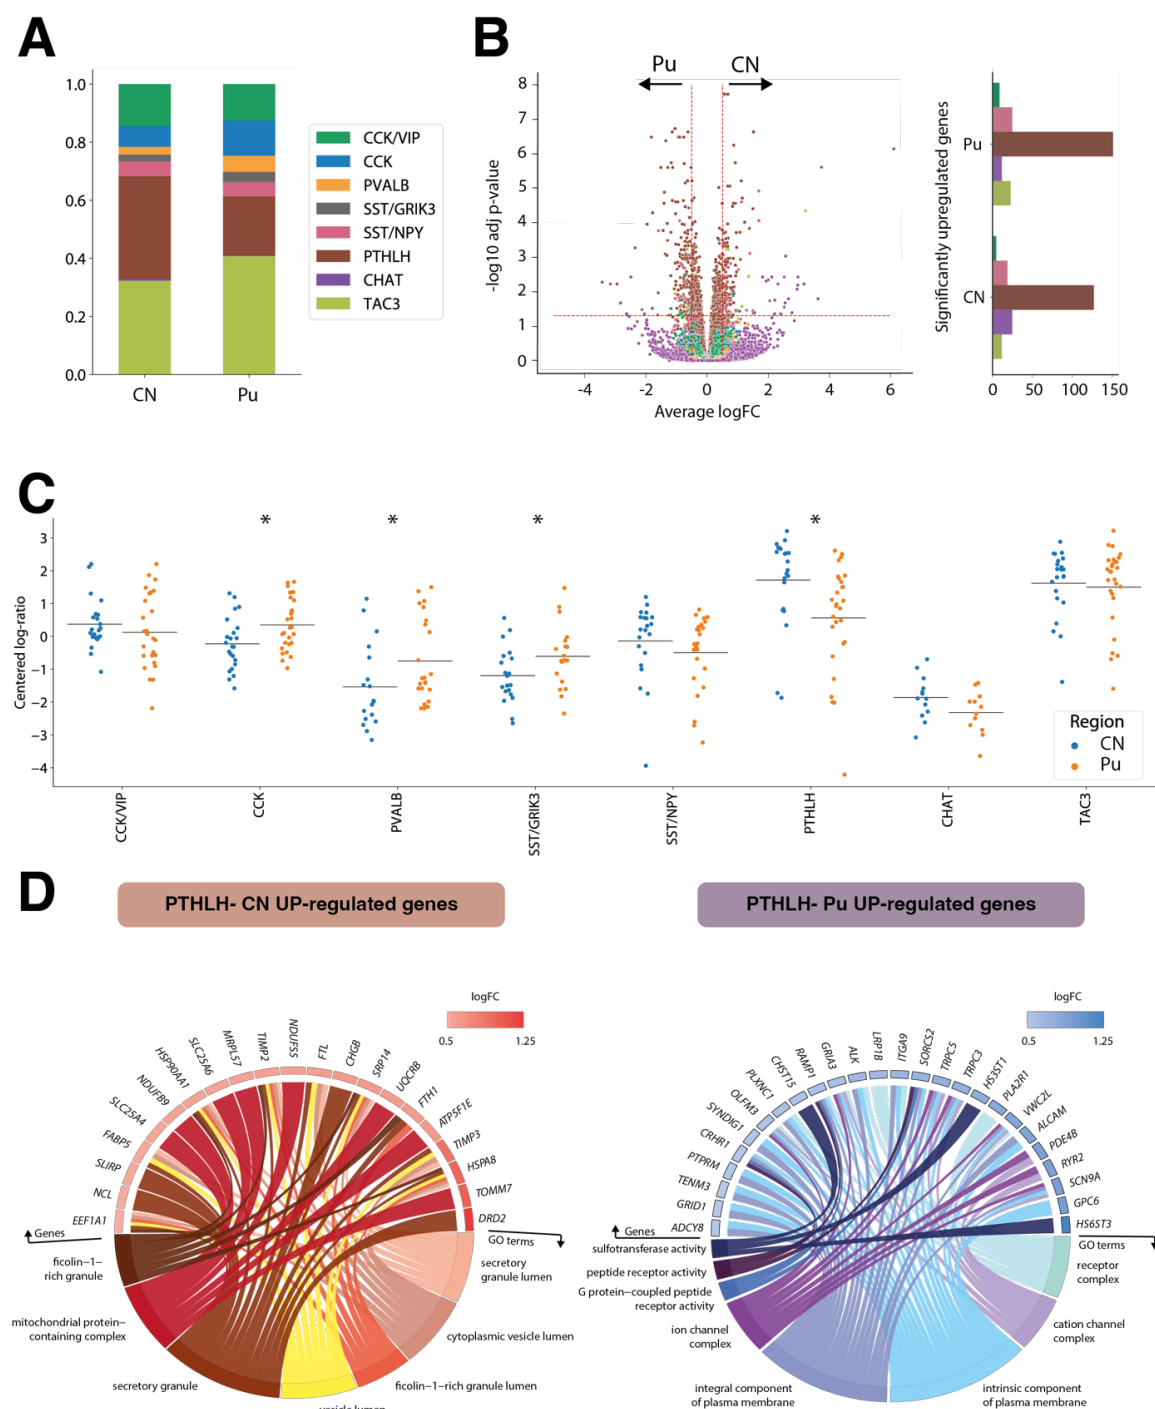 A
1.0
0.8
0.6
0.4
0.2
0.0
CN
Pu
CCK/VIP
CCK
PVALB
SST/GRIK3
SST/NPY
PTHLH
CHAT
TAC3
B
Pu
CN
8
7
6
5
4
3
2
1
0
-log10 adj p-value
-4
-2
0
2
4
6
Average logFC
Significantly upregulated genes
Pu
CN
0
50
100
150
C
Centered log-ratio
3
2
1
0
−1
−2
−3
−4
*
*
*
*
CCK/VIP
CCK
PVALB
SST/GRIK3
SST/NPY
PTHLH
CHAT
TAC3
Region
CN
Pu
D
PTHLH- CN UP-regulated genes
logFC
0.5
1.25
EEF1A1
NCL
SLIRP
FABP5
SLC25A4
NDUFB9
HSP90AA1
SLC25A6
MRPL57
TIMP2
NDUFS5
FTL
CHGB
SRP14
UQCRB
FTH1
ATP5F1E
TIMP3
HSPA8
TOMM7
DRD2
Genes
GO terms
ficolin−1−
rich granule
mitochondrial protein−
containing complex
secretory granule
vesicle lumen
ficolin−1−rich granule lumen
cytoplasmic vesicle lumen
secretory
granule lumen
PTHLH- Pu UP-regulated genes
logFC
0.5
1.25
ADCY8
GRID1
TENM3
PTPRM
CRHR1
SYNDIG1
OLFM3
PLXNC1
CHST15
RAMP1
GRIA3
ALK
LRP1B
ITGA9
SORCS2
TRPC5
TRPC3
HS3ST1
PLA2R1
VWC2L
ALCAM
PDE4B
RYR2
SCN9A
GPC6
HS6ST3
Genes
GO terms
sulfotransferase activity
peptide receptor activity
G protein−coupled peptide
receptor activity
ion channel
complex
integral component
of plasma membrane
intrinsic component
of plasma membrane
cation channel
complex
receptor
complex